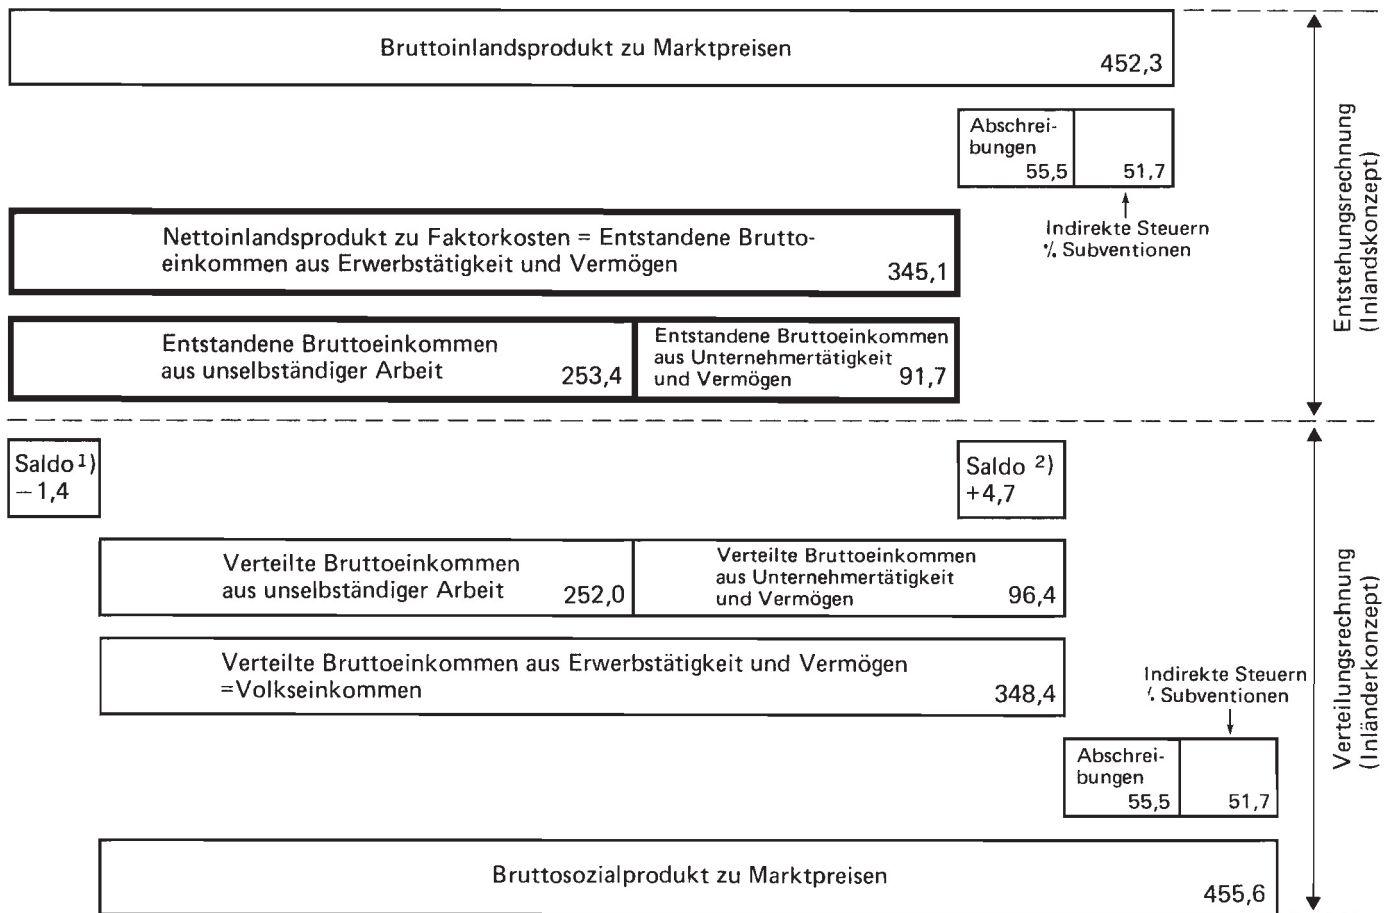 Bruttoinlandsprodukt zu Marktpreisen
452,3
Abschrei-
bungen
55,5
51,7
Indirekte Steuern
⁒ Subventionen
Nettoinlandsprodukt zu Faktorkosten = Entstandene Brutto-
einkommen aus Erwerbstätigkeit und Vermögen
345,1
Entstandene Bruttoeinkommen
aus unselbständiger Arbeit
253,4
Entstandene Bruttoeinkommen
aus Unternehmertätigkeit
und Vermögen
91,7
Entstehungsrechnung
(Inlandskonzept)
Saldo 1)
– 1,4
Saldo 2)
+4,7
Verteilte Bruttoeinkommen
aus unselbständiger Arbeit
252,0
Verteilte Bruttoeinkommen
aus Unternehmertätigkeit
und Vermögen
96,4
Verteilte Bruttoeinkommen aus Erwerbstätigkeit und Vermögen
=Volkseinkommen
348,4
Indirekte Steuern
⁒ Subventionen
Abschrei-
bungen
55,5
51,7
Bruttosozialprodukt zu Marktpreisen
455,6
Verteilungsrechnung
(Inländerkonzept)